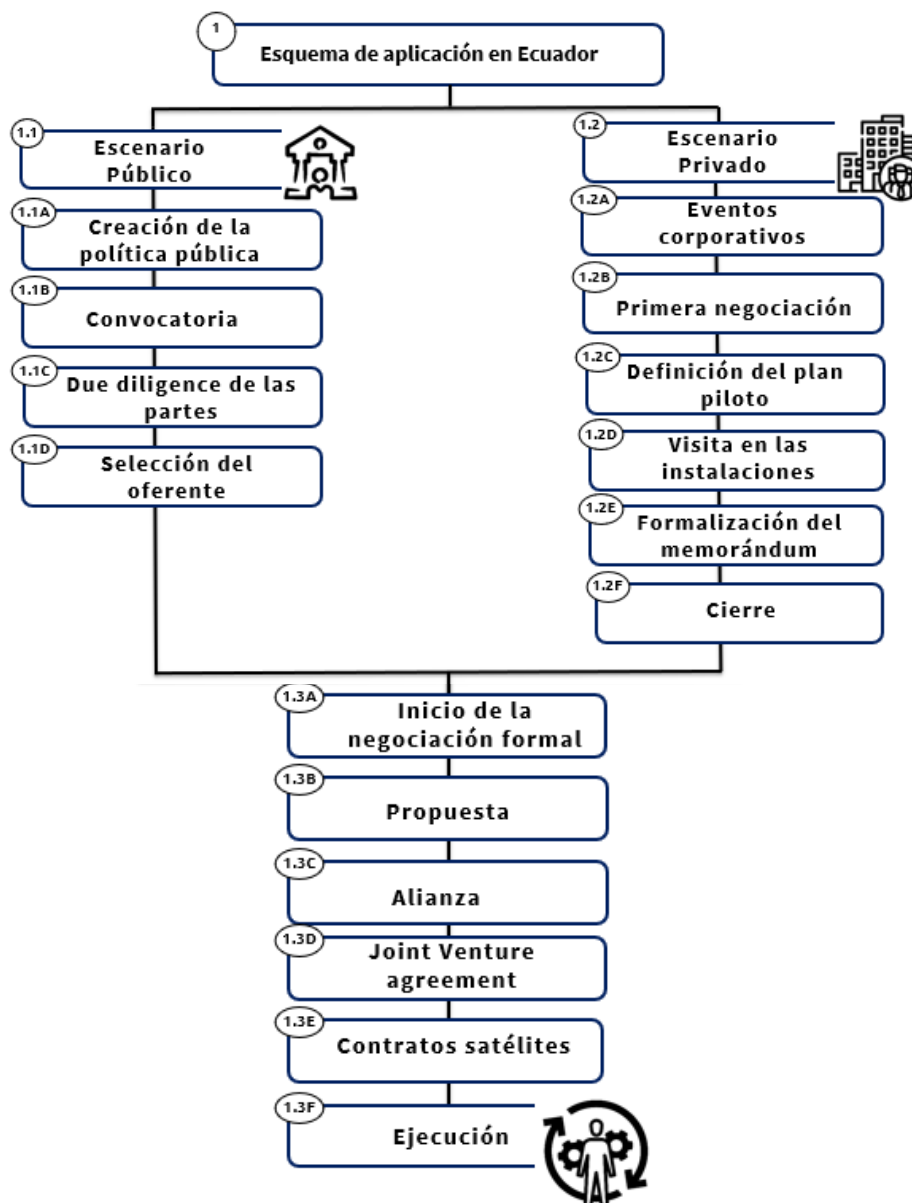 1
Esquema de aplicación en Ecuador
1.1
Escenario
Público
1.1A
Creación de la
política pública
1.1B
Convocatoria
1.1C
Due diligence de las
partes
1.1D
Selección del
oferente
1.2
Escenario
Privado
1.2A
Eventos
corporativos
1.2B
Primera negociación
1.2C
Definición del plan
piloto
1.2D
Visita en las
instalaciones
1.2E
Formalización del
memorándum
1.2F
Cierre
1.3A
Inicio de la
negociación formal
1.3B
Propuesta
1.3C
Alianza
1.3D
Joint Venture
agreement
1.3E
Contratos satélites
1.3F
Ejecución